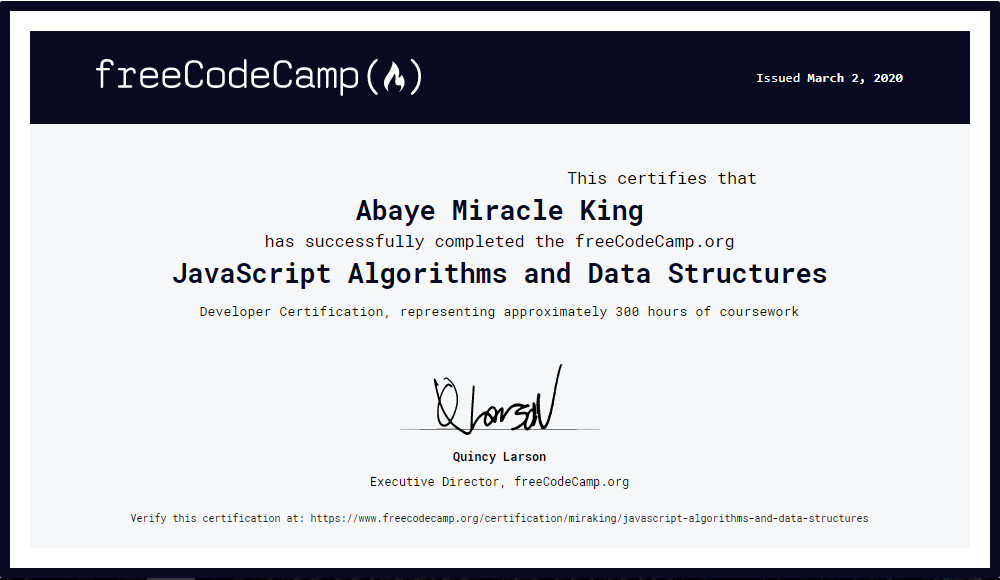 freeCodeCamp
Issued March 2, 2020
This certifies that
Abaye Miracle King
has successfully completed the freeCodeCamp.org
JavaScript Algorithms and Data Structures
Developer Certification, representing approximately 300 hours of coursework
Q Larson
Quincy Larson
Executive Director, freeCodeCamp.org
Verify this certification at: https://www.freecodecamp.org/certification/miraking/javascript-algorithms-and-data-structures